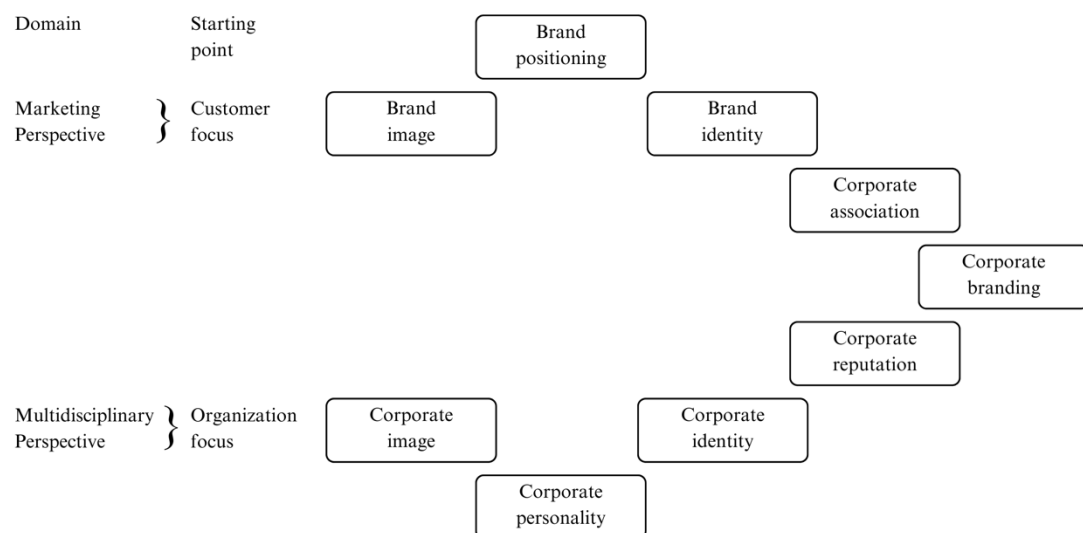 Domain
Starting
point
Brand
positioning
Marketing
Perspective
}
Customer
focus
Brand
image
Brand
identity
Corporate
association
Corporate
branding
Corporate
reputation
Multidisciplinary
Perspective
}
Organization
focus
Corporate
image
Corporate
identity
Corporate
personality